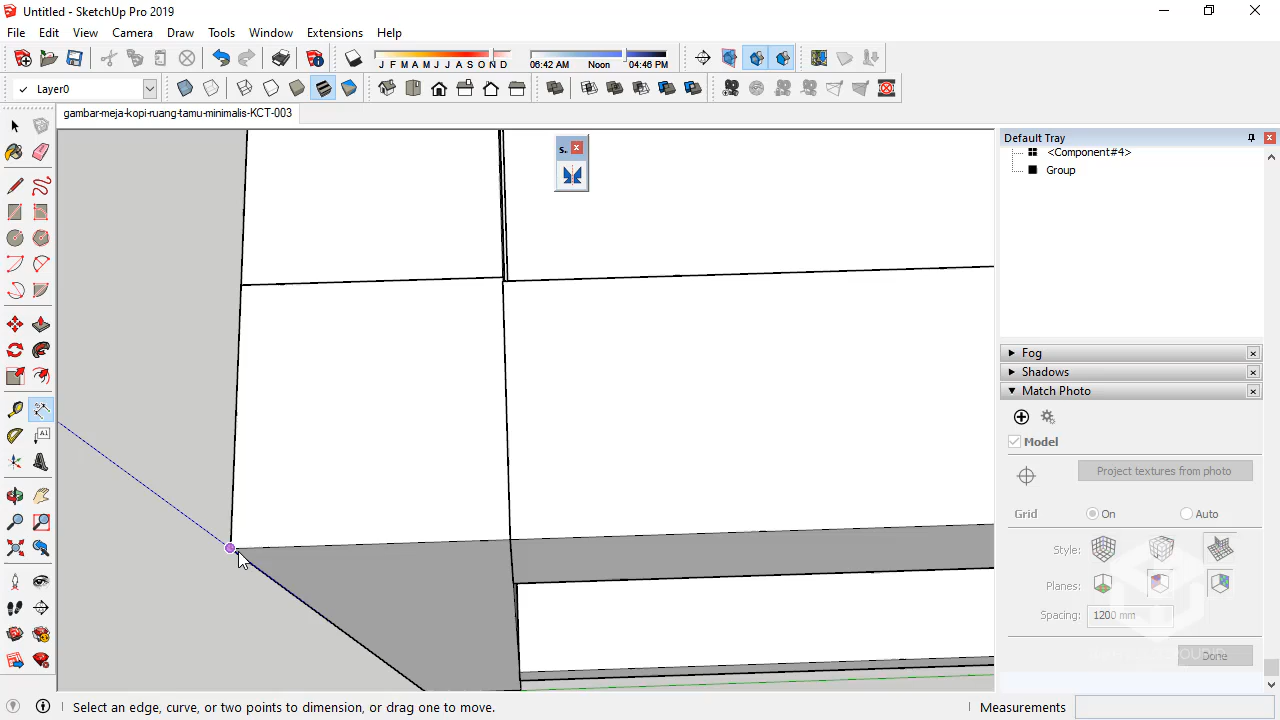 Untitled - SketchUp Pro 2019
File Edit View Camera Draw Tools Window Extensions Help
J F M A M J J A S O N D 06:42 AM Noon 04:46 PM
Layer0
gambar-meja-kopi-ruang-tamu-minimalis-KCT-003
Default Tray
s.
<Component#4>
Group
Fog
Shadows
Match Photo
Model
Project textures from photo
Grid On Auto
A1
Style:
Planes:
Spacing: 1200 mm
Done
Select an edge, curve, or two points to dimension, or drag one to move. Measurements